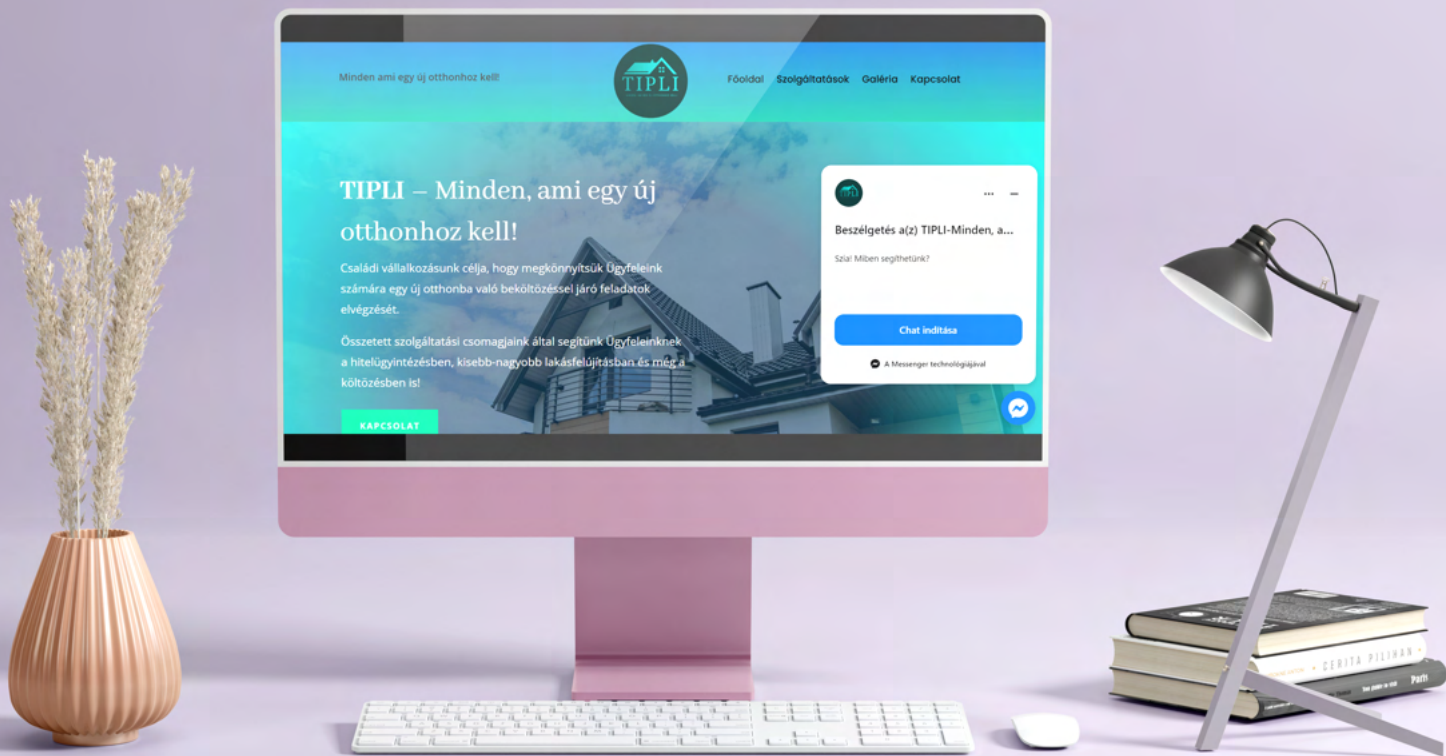 Minden ami egy új otthonhoz kell!
TIPLI
Főoldal Szolgáltatások Galéria Kapcsolat
TIPLI – Minden, ami egy új
otthonhoz kell!
Családi vállalkozásunk célja, hogy megkönnyítsük Ügyfeleink
számára egy új otthonba való beköltözéssel járó feladatok
elvégzését.
Összetett szolgáltatási csomagjaink által segítünk Ügyfeleinknek
a hitelügyintézésben, kisebb-nagyobb lakásfelújításban és még a
költözésben is!
KAPCSOLAT
TIPLI
Beszélgetés a(z) TIPLI-Minden, a...
Szia! Miben segíthetünk?
Chat indítása
A Messenger technológiájával
CERITA PILIHAN
Paris